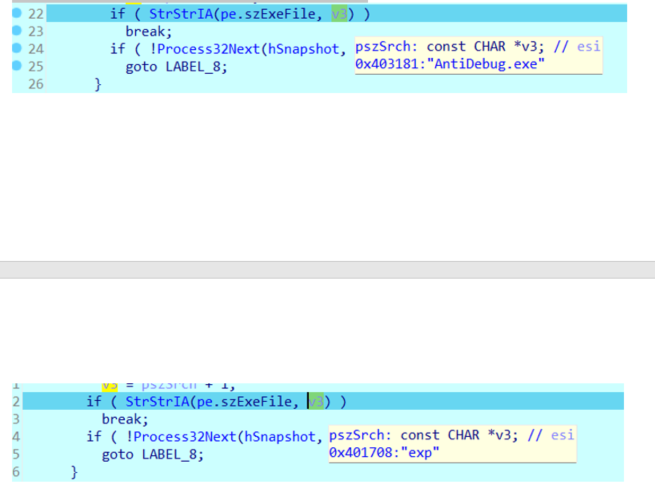 22 if ( StrStrIA(pe.szExeFile, v3) )
23 break;
24 if ( !Process32Next(hSnapshot,
25 goto LABEL_8;
26 }
pszSrch: const CHAR *v3; // esi
0x403181:"AntiDebug.exe"
1 v3 = pszSrch + 1;
2 if ( StrStrIA(pe.szExeFile, v3) )
3 break;
4 if ( !Process32Next(hSnapshot,
5 goto LABEL_8;
6 }
pszSrch: const CHAR *v3; // esi
0x401708:"exp"